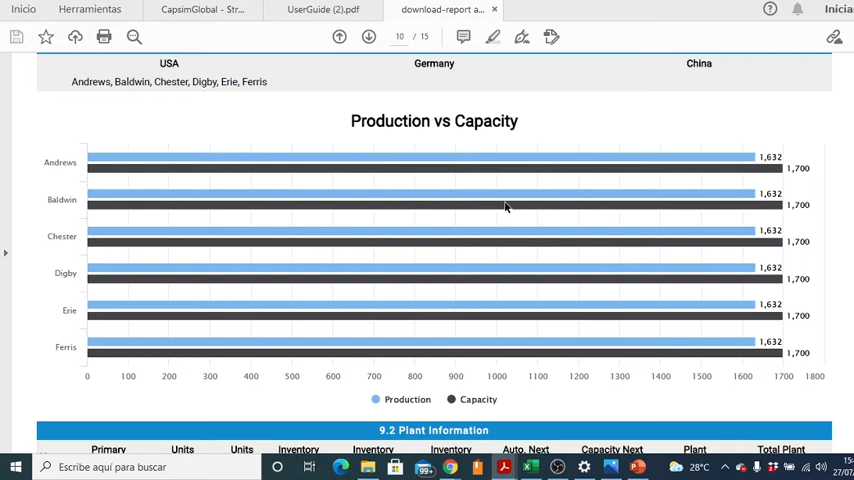 Inicio Herramientas CapsimGlobal - Str... UserGuide (2).pdf download-report a... × Inicia
10 / 15
USA Germany China
Andrews, Baldwin, Chester, Digby, Erie, Ferris
Production vs Capacity
Andrews 1,632
1,700
Baldwin 1,632
1,700
Chester 1,632
1,700
Digby 1,632
1,700
Erie 1,632
1,700
Ferris 1,632
1,700
0 100 200 300 400 500 600 700 800 900 1000 1100 1200 1300 1400 1500 1600 1700 1800
Production Capacity
9.2 Plant Information
Primary Units Units Inventory Inventory Inventory Auto. Next Capacity Next Plant Total Plant
Escribe aquí para buscar 99+ 28°C
27/07